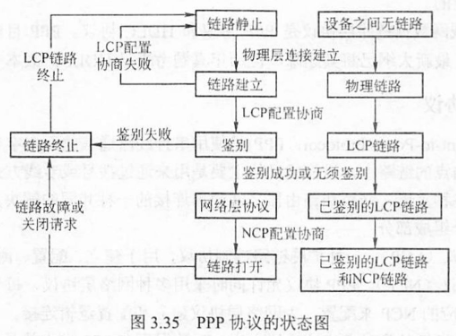 链路静止
设备之间无链路
LCP链路
终止
LCP配置
协商失败
物理层连接建立
链路建立
物理链路
LCP配置协商
链路终止
鉴别失败
鉴别
LCP链路
鉴别成功或无须鉴别
链路故障或
关闭请求
网络层协议
已鉴别的LCP链路
NCP配置协商
链路打开
已鉴别的LCP链路
和NCP链路
图 3.35 PPP 协议的状态图